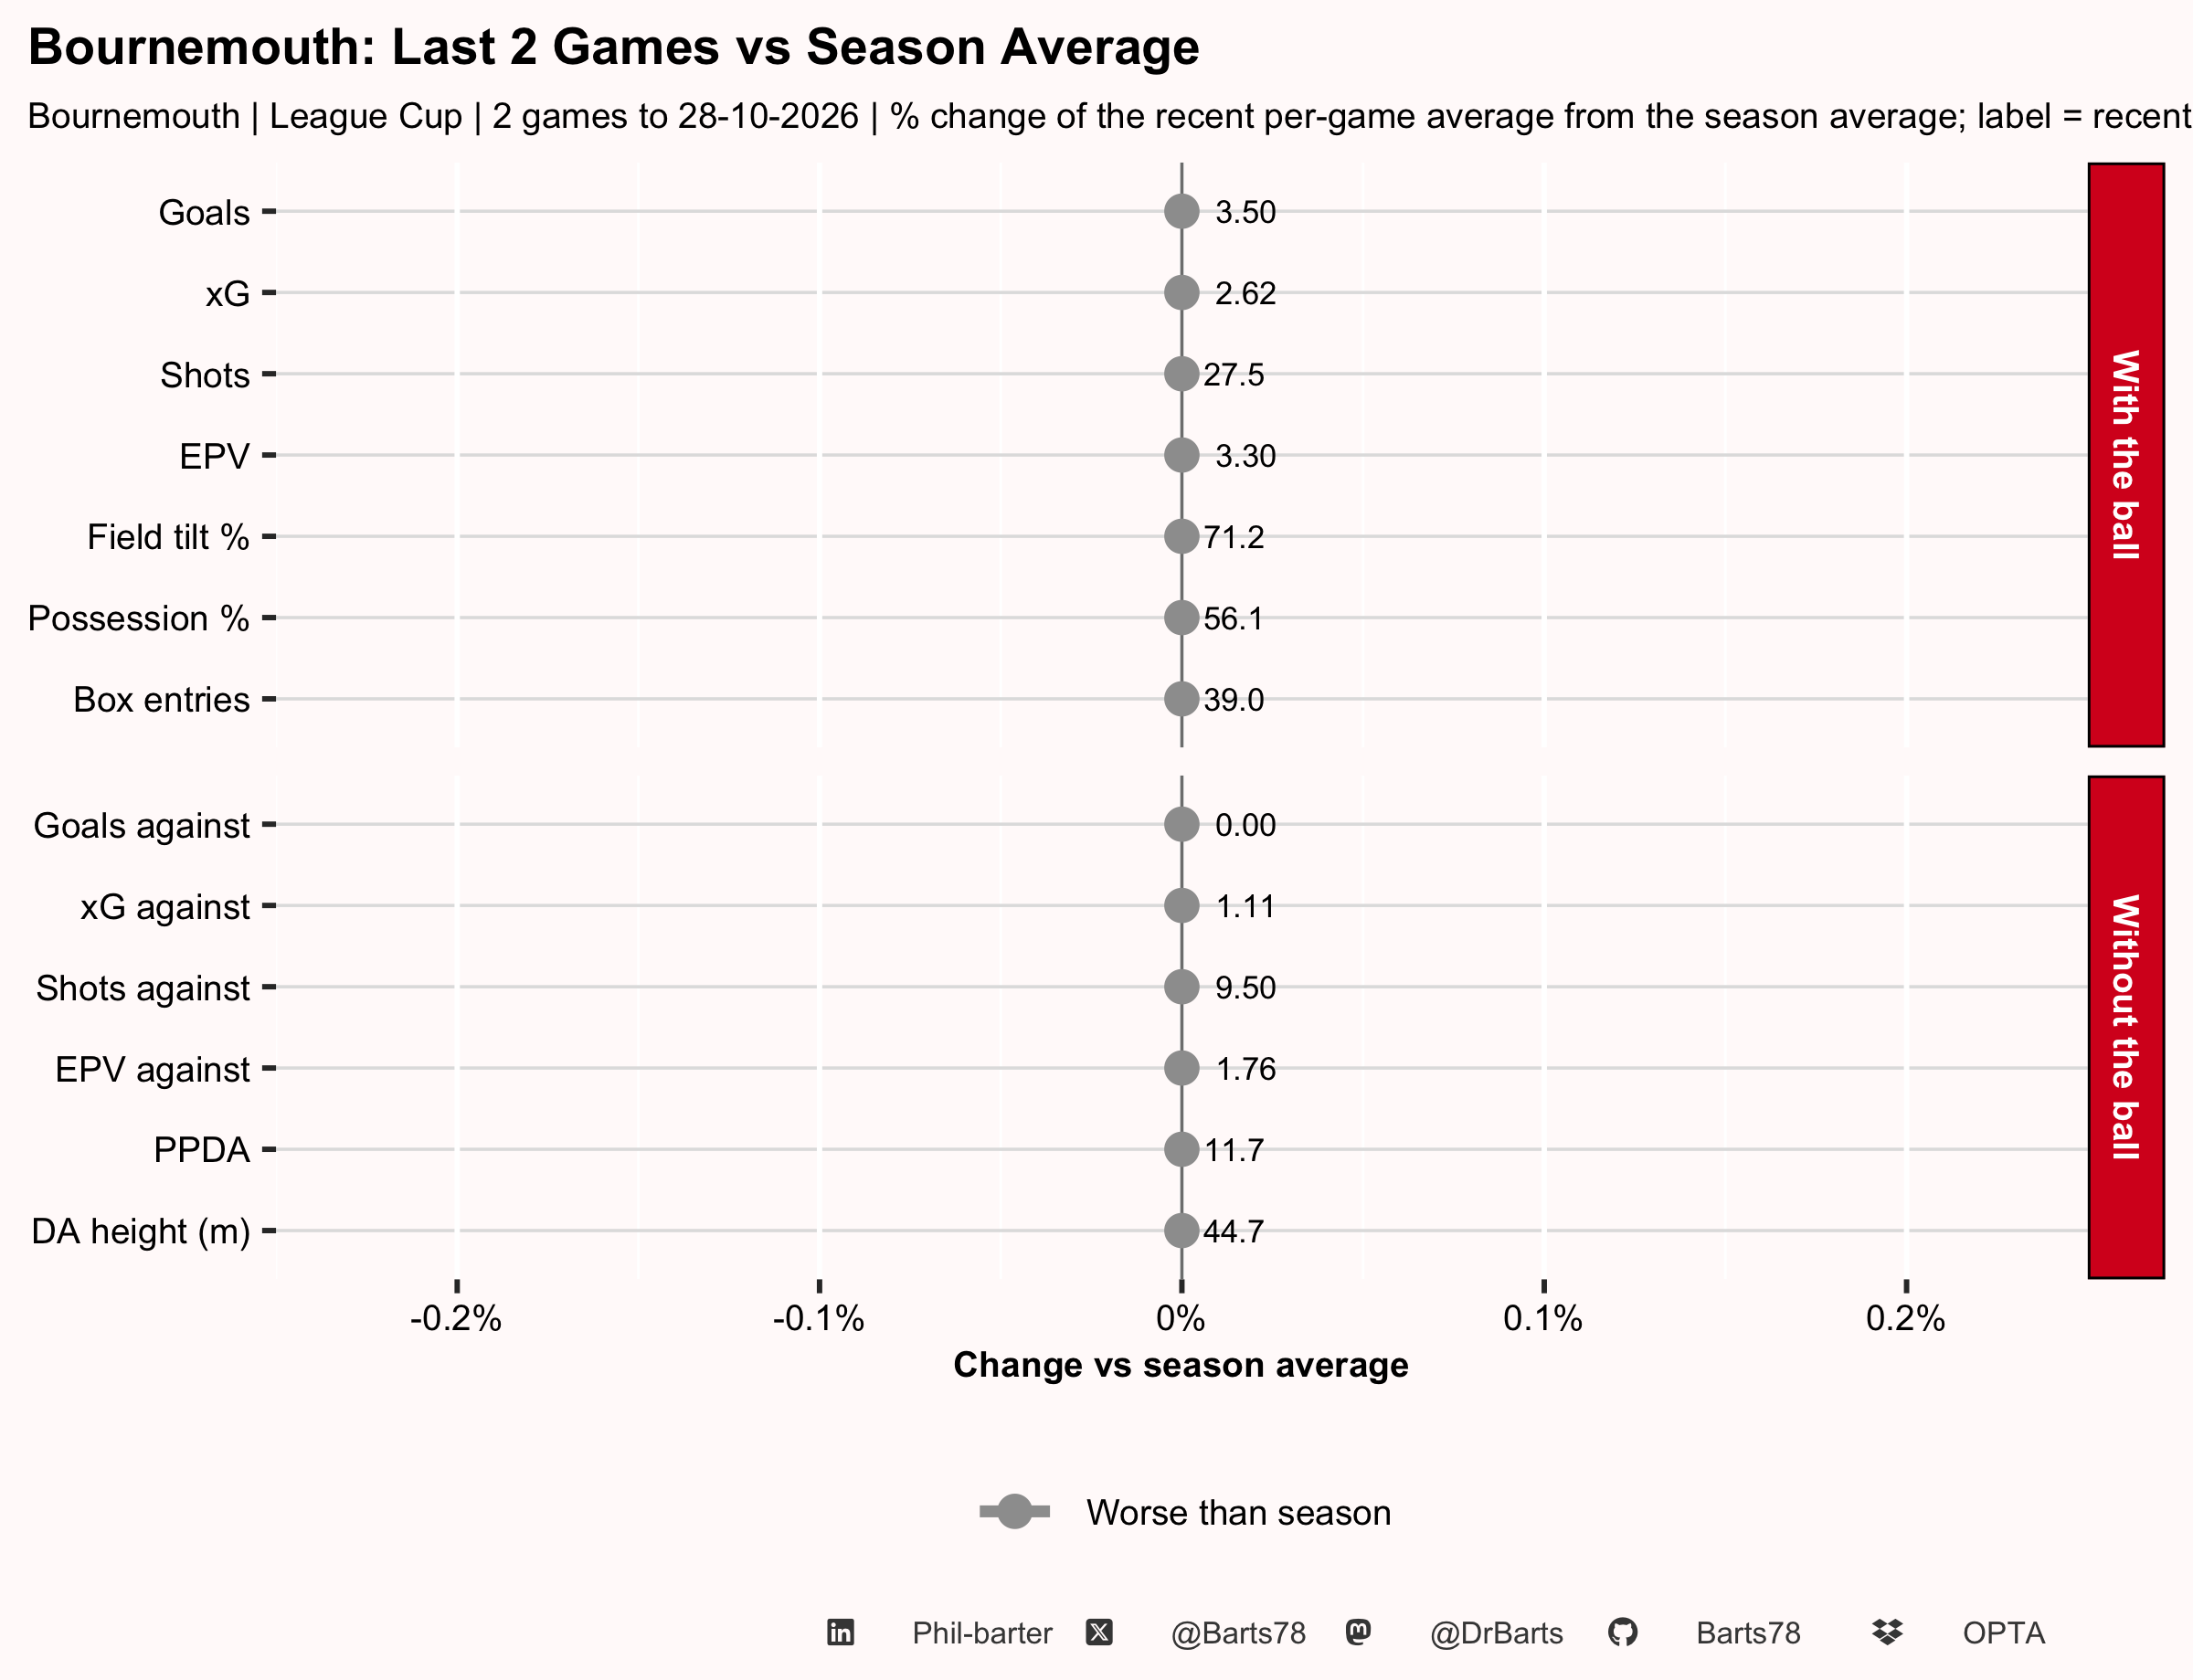 Bournemouth: Last 2 Games vs Season Average
Bournemouth | League Cup | 2 games to 28-10-2026 | % change of the recent per-game average from the season average; label = recent
Goals 3.50
xG 2.62
Shots 27.5
EPV 3.30
Field tilt % 71.2
Possession % 56.1
Box entries 39.0
With the ball
Goals against 0.00
xG against 1.11
Shots against 9.50
EPV against 1.76
PPDA 11.7
DA height (m) 44.7
Without the ball
-0.2% -0.1% 0% 0.1% 0.2%
Change vs season average
Worse than season
Phil-barter @Barts78 @DrBarts Barts78 OPTA